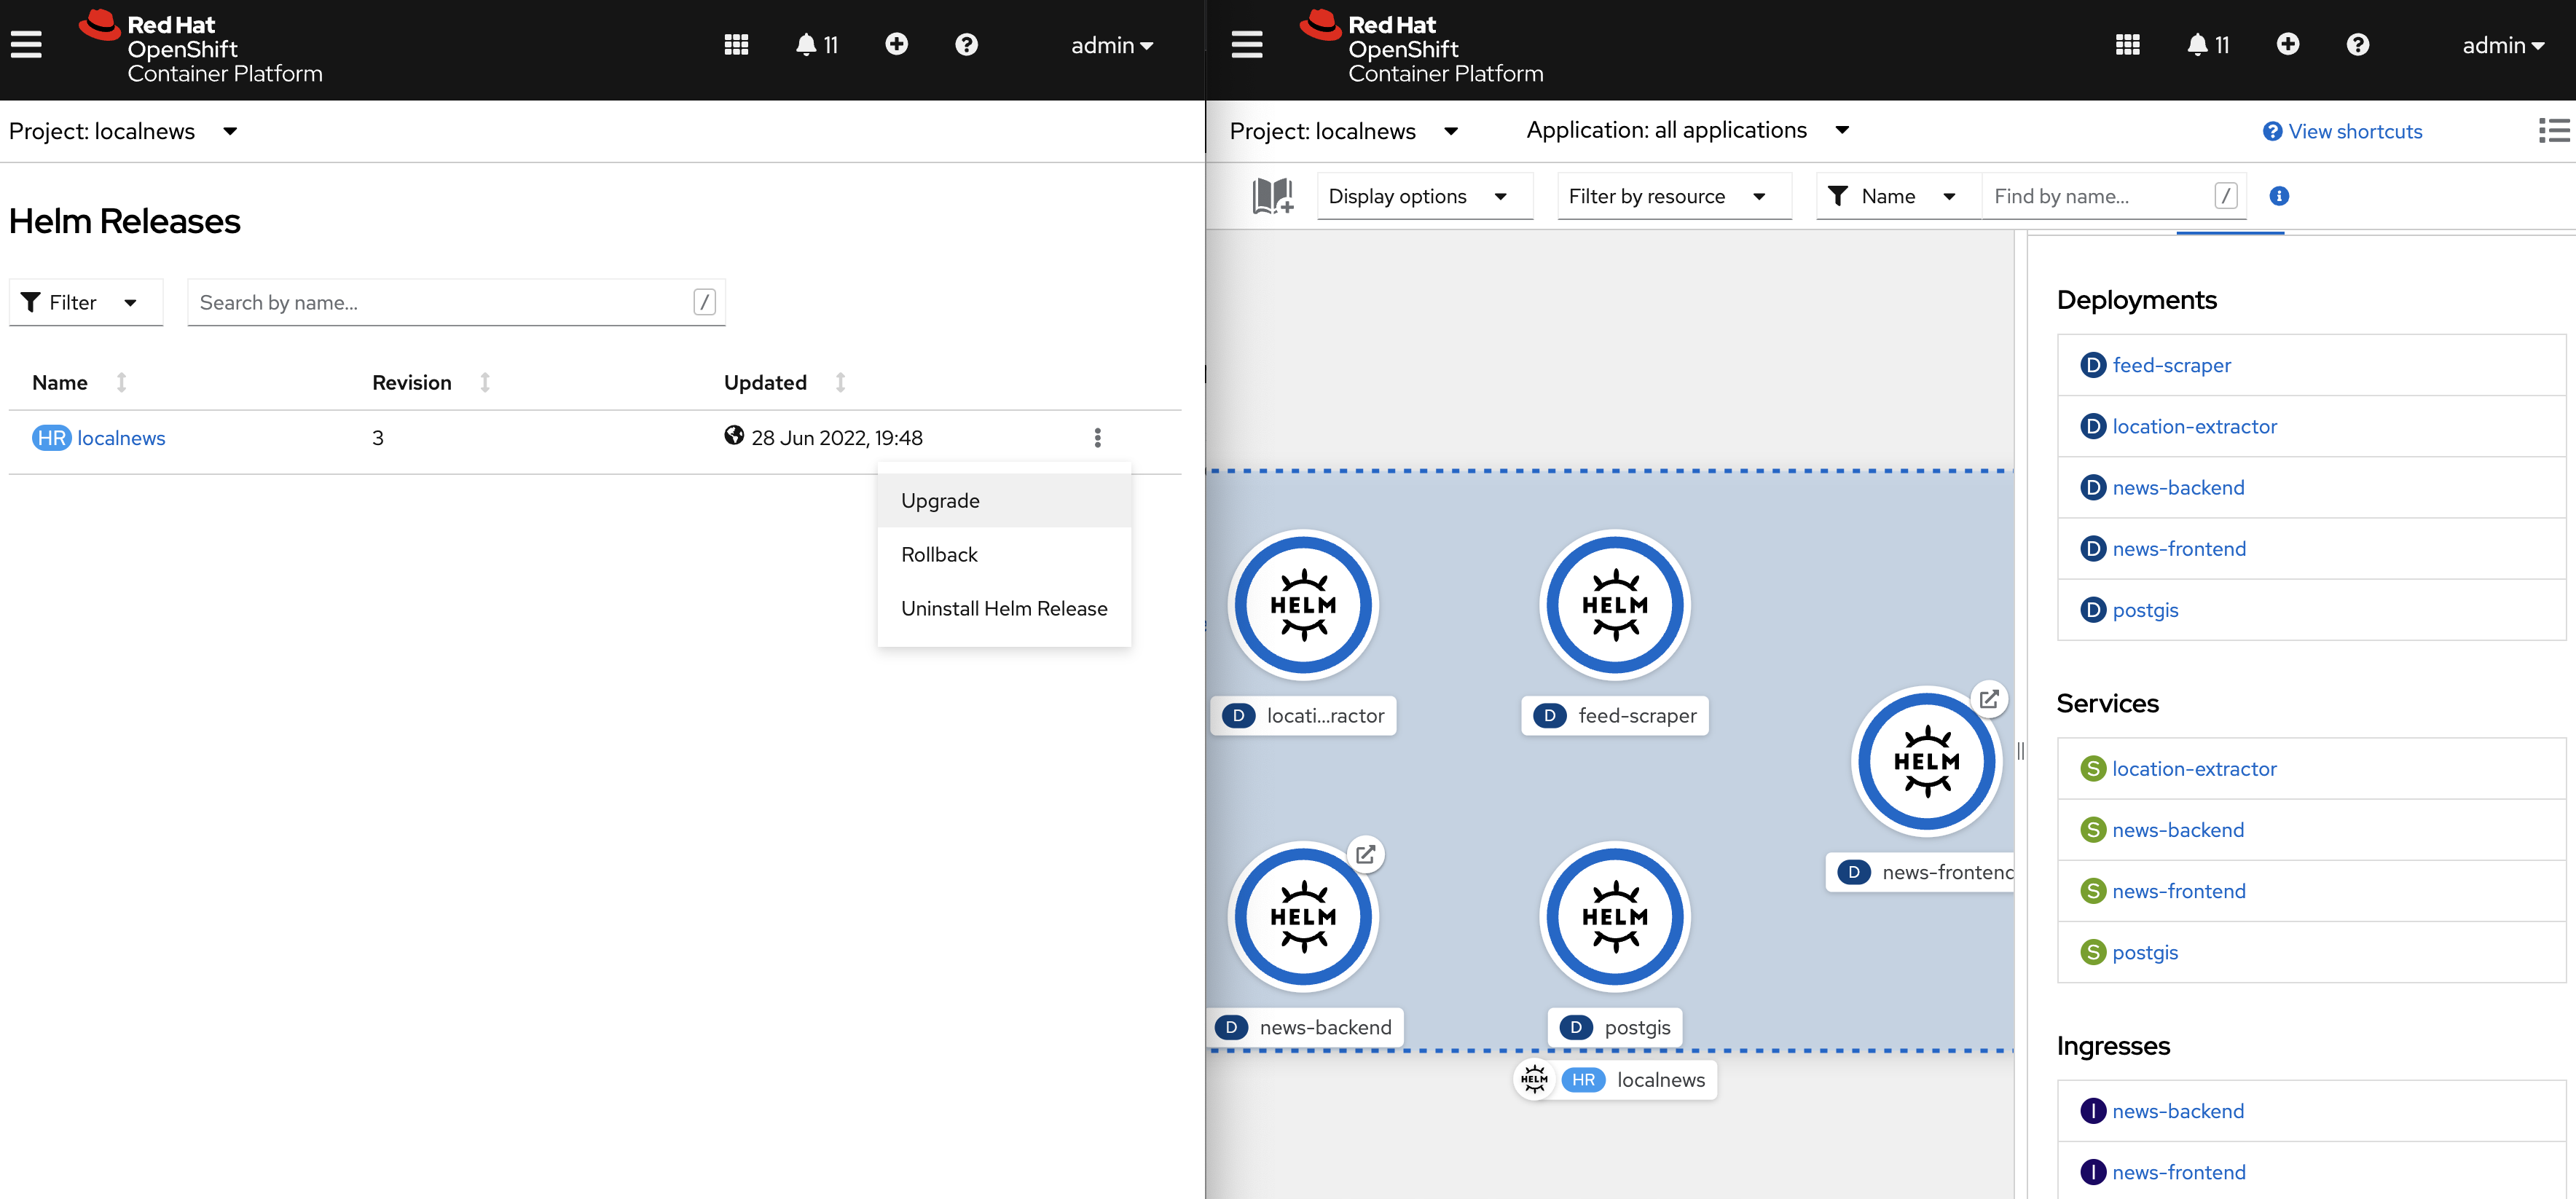 Red Hat
OpenShift
Container Platform
11
admin
Project: localnews
Helm Releases
Filter
Search by name...
/
Name
Revision
Updated
HR localnews
3
28 Jun 2022, 19:48
Upgrade
Rollback
Uninstall Helm Release
Red Hat
OpenShift
Container Platform
11
admin
Project: localnews
Application: all applications
View shortcuts
Display options
Filter by resource
Name
Find by name...
/
HELM
D locati...ractor
HELM
D feed-scraper
HELM
D news-frontend
HELM
D news-backend
HELM
D postgis
HELM
HR localnews
Deployments
D feed-scraper
D location-extractor
D news-backend
D news-frontend
D postgis
Services
S location-extractor
S news-backend
S news-frontend
S postgis
Ingresses
I news-backend
I news-frontend